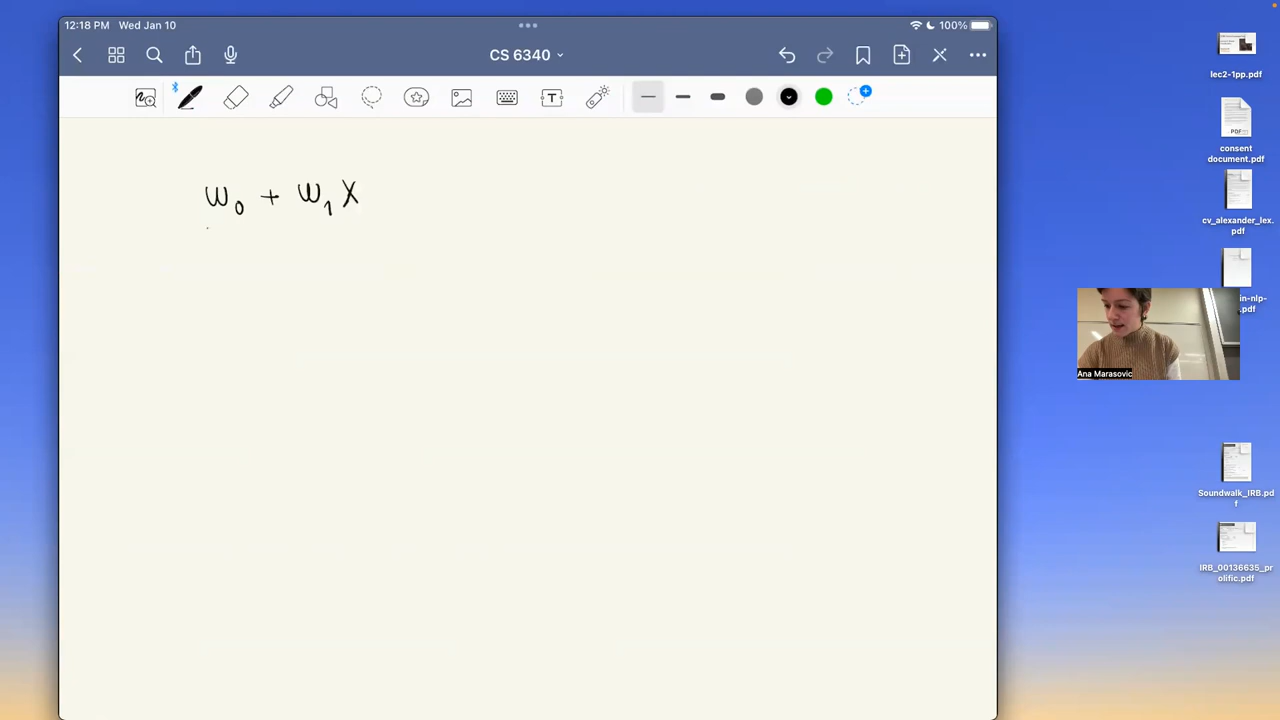 12:18 PM Wed Jan 10
100%
CS 6340
w₀ + w₁ x
lec2-1pp.pdf
consent
document.pdf
cv_alexander_lex.
pdf
in-nlp-
.pdf
Ana Marasovic
Soundwalk_IRB.pd
f
IRB_00136635_pr
olific.pdf